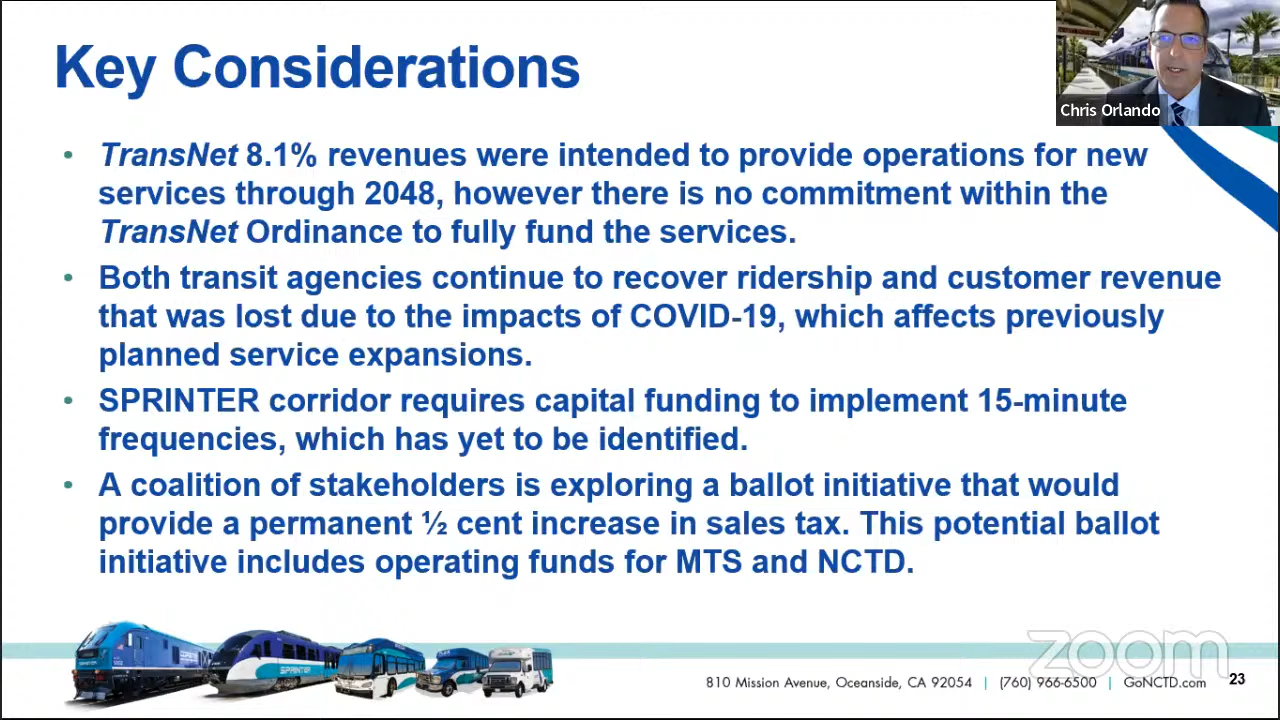 Key Considerations
Chris Orlando
• TransNet 8.1% revenues were intended to provide operations for new
services through 2048, however there is no commitment within the
TransNet Ordinance to fully fund the services.
• Both transit agencies continue to recover ridership and customer revenue
that was lost due to the impacts of COVID-19, which affects previously
planned service expansions.
• SPRINTER corridor requires capital funding to implement 15-minute
frequencies, which has yet to be identified.
• A coalition of stakeholders is exploring a ballot initiative that would
provide a permanent ½ cent increase in sales tax. This potential ballot
initiative includes operating funds for MTS and NCTD.
SPRINTER
zoom
810 Mission Avenue, Oceanside, CA 92054 | (760) 966-6500 | GoNCTD.com 23